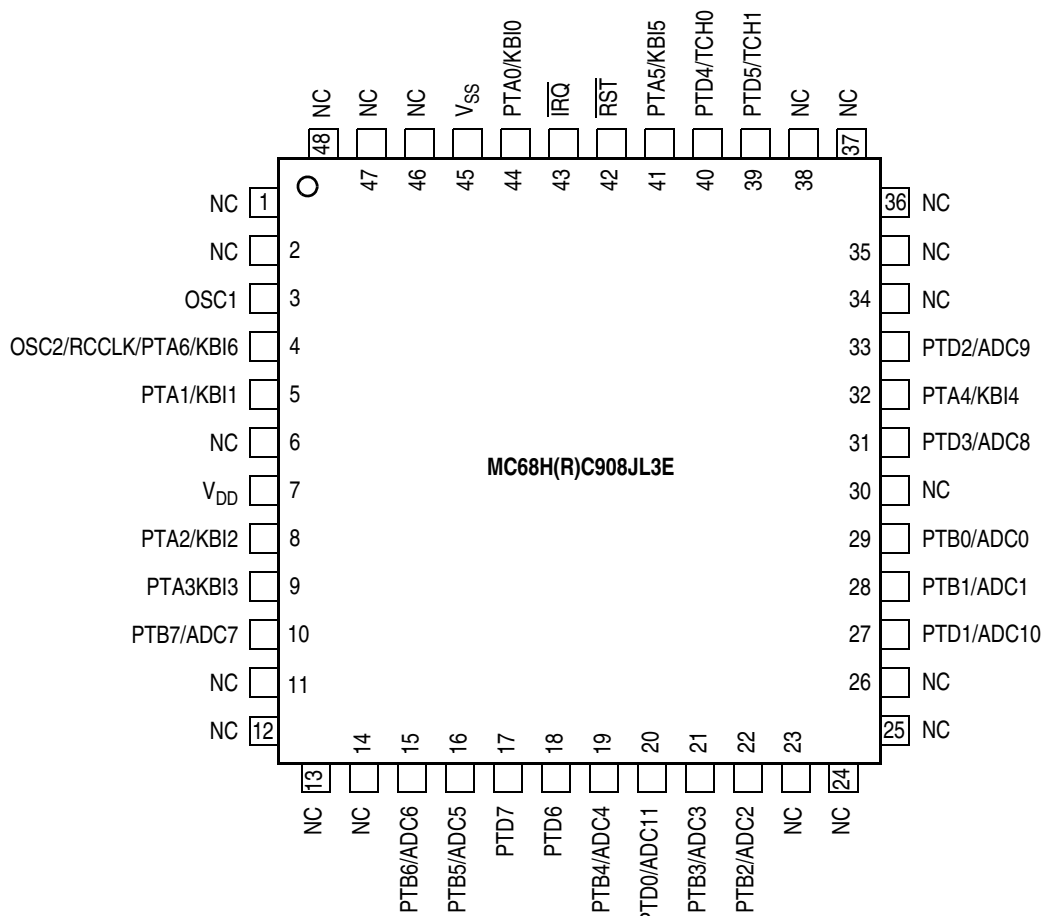 NC
NC
NC
V_SS
PTA0/KBI0
IRQ
RST
PTA5/KBI5
PTD4/TCH0
PTD5/TCH1
NC
NC
48
47
46
45
44
43
42
41
40
39
38
37
NC 1
NC 2
OSC1 3
OSC2/RCCLK/PTA6/KBI6 4
PTA1/KBI1 5
NC 6
V_DD 7
PTA2/KBI2 8
PTA3KBI3 9
PTB7/ADC7 10
NC 11
NC 12
MC68H(R)C908JL3E
36 NC
35 NC
34 NC
33 PTD2/ADC9
32 PTA4/KBI4
31 PTD3/ADC8
30 NC
29 PTB0/ADC0
28 PTB1/ADC1
27 PTD1/ADC10
26 NC
25 NC
13
14
15
16
17
18
19
20
21
22
23
24
NC
NC
PTB6/ADC6
PTB5/ADC5
PTD7
PTD6
PTB4/ADC4
PTD0/ADC11
PTB3/ADC3
PTB2/ADC2
NC
NC